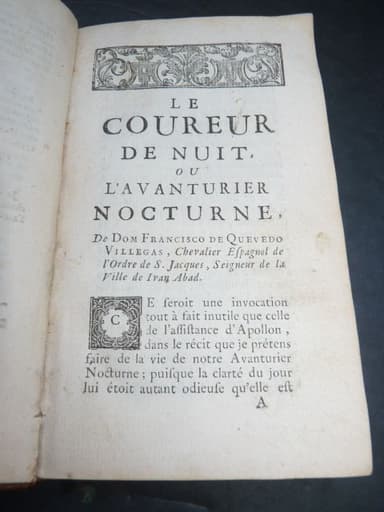 LE
COUREUR
DE NUIT,
OU
L'AVANTURIER
NOCTURNE,
De DOM FRANCISCO DE QUEVEDO
VILLEGAS, Chevalier Espagnol de
l'Ordre de S. Jacques, Seigneur de la
Ville de Ivan Abad.
CE seroit une invocation
tout à fait inutile que celle
de l'assistance d'Apollon,
dans le récit que je prétens
faire de la vie de notre Avanturier
Nocturne; puisque la clarté du jour
lui étoit autant odieuse qu'elle est
A